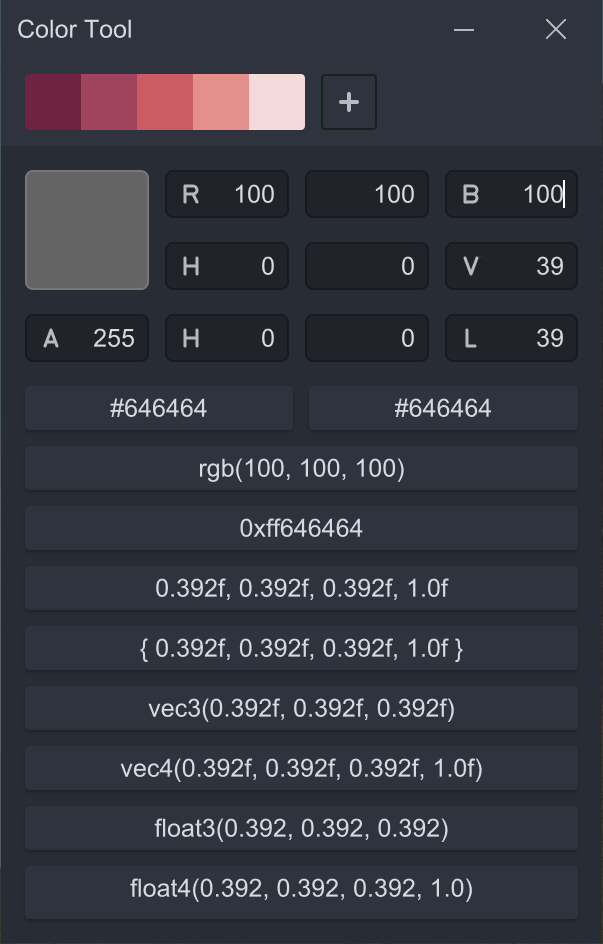 Color Tool
+
R 100 100 B 100
H 0 0 V 39
A 255 H 0 0 L 39
#646464 #646464
rgb(100, 100, 100)
0xff646464
0.392f, 0.392f, 0.392f, 1.0f
{ 0.392f, 0.392f, 0.392f, 1.0f }
vec3(0.392f, 0.392f, 0.392f)
vec4(0.392f, 0.392f, 0.392f, 1.0f)
float3(0.392, 0.392, 0.392)
float4(0.392, 0.392, 0.392, 1.0)